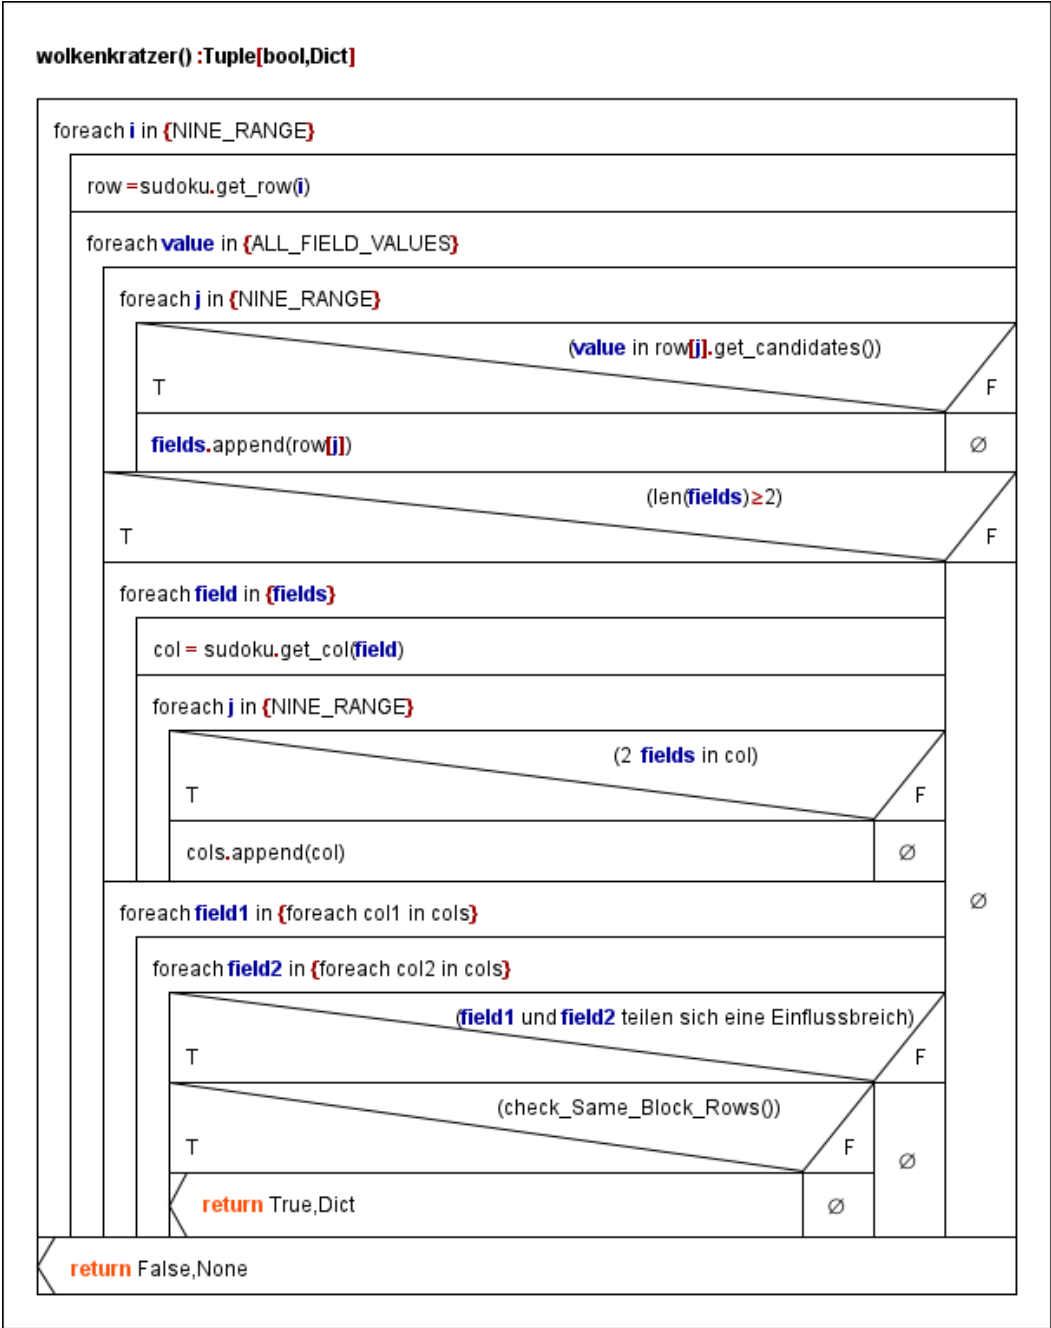 wolkenkratzer() :Tuple[bool,Dict]
foreach i in {NINE_RANGE}
row =sudoku.get_row(i)
foreach value in {ALL_FIELD_VALUES}
foreach j in {NINE_RANGE}
(value in row[j].get_candidates())
T F
fields.append(row[j]) ∅
(len(fields)≥2)
T F
foreach field in {fields}
col = sudoku.get_col(field)
foreach j in {NINE_RANGE}
(2 fields in col)
T F
cols.append(col) ∅
∅
foreach field1 in {foreach col1 in cols}
foreach field2 in {foreach col2 in cols}
(field1 und field2 teilen sich eine Einflussbreich)
T F
(check_Same_Block_Rows())
T F
∅
return True,Dict ∅
return False,None